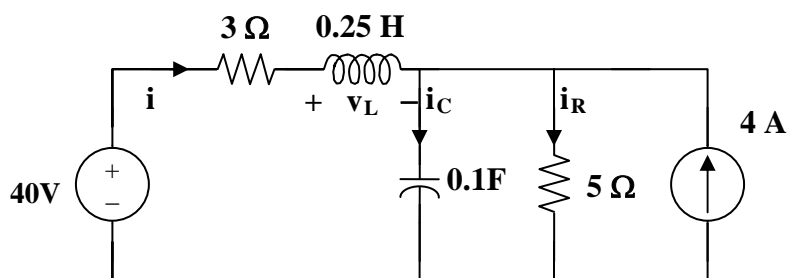 3 Ω 0.25 H
i + v_L − i_C i_R
4 A
40V + − 0.1F 5 Ω